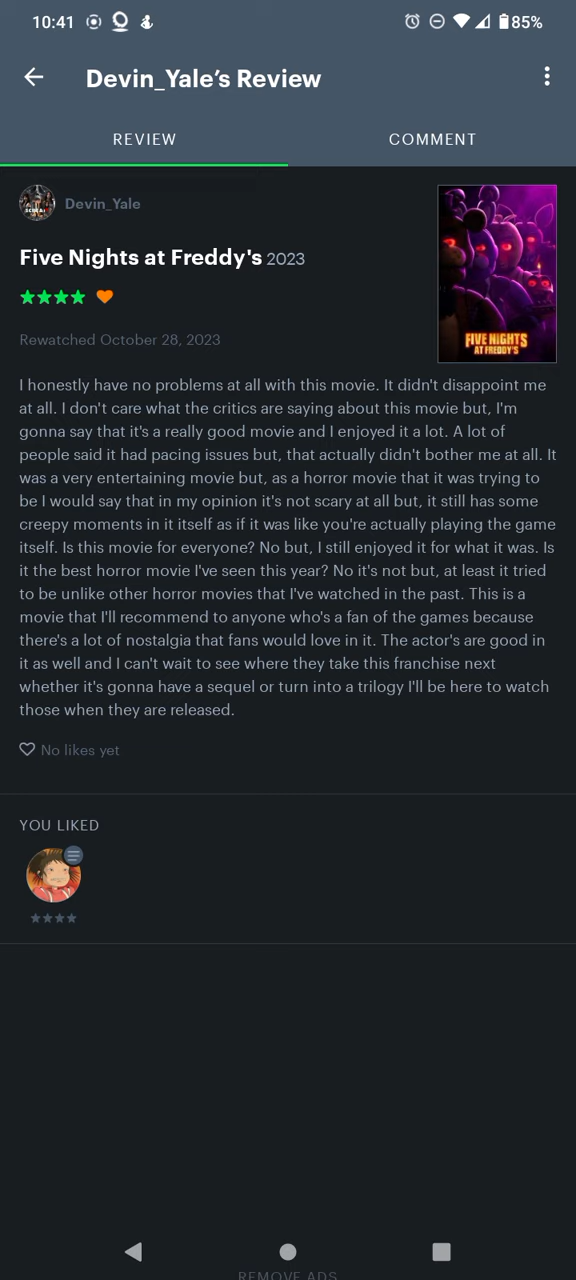 10:41
85%
Devin_Yale's Review
REVIEW
COMMENT
Devin_Yale
Five Nights at Freddy's 2023
FIVE NIGHTS
AT FREDDY'S
Rewatched October 28, 2023
I honestly have no problems at all with this movie. It didn't disappoint me
at all. I don't care what the critics are saying about this movie but, I'm
gonna say that it's a really good movie and I enjoyed it a lot. A lot of
people said it had pacing issues but, that actually didn't bother me at all. It
was a very entertaining movie but, as a horror movie that it was trying to
be I would say that in my opinion it's not scary at all but, it still has some
creepy moments in it itself as if it was like you're actually playing the game
itself. Is this movie for everyone? No but, I still enjoyed it for what it was. Is
it the best horror movie I've seen this year? No it's not but, at least it tried
to be unlike other horror movies that I've watched in the past. This is a
movie that I'll recommend to anyone who's a fan of the games because
there's a lot of nostalgia that fans would love in it. The actor's are good in
it as well and I can't wait to see where they take this franchise next
whether it's gonna have a sequel or turn into a trilogy I'll be here to watch
those when they are released.
No likes yet
YOU LIKED
REMOVE ADS